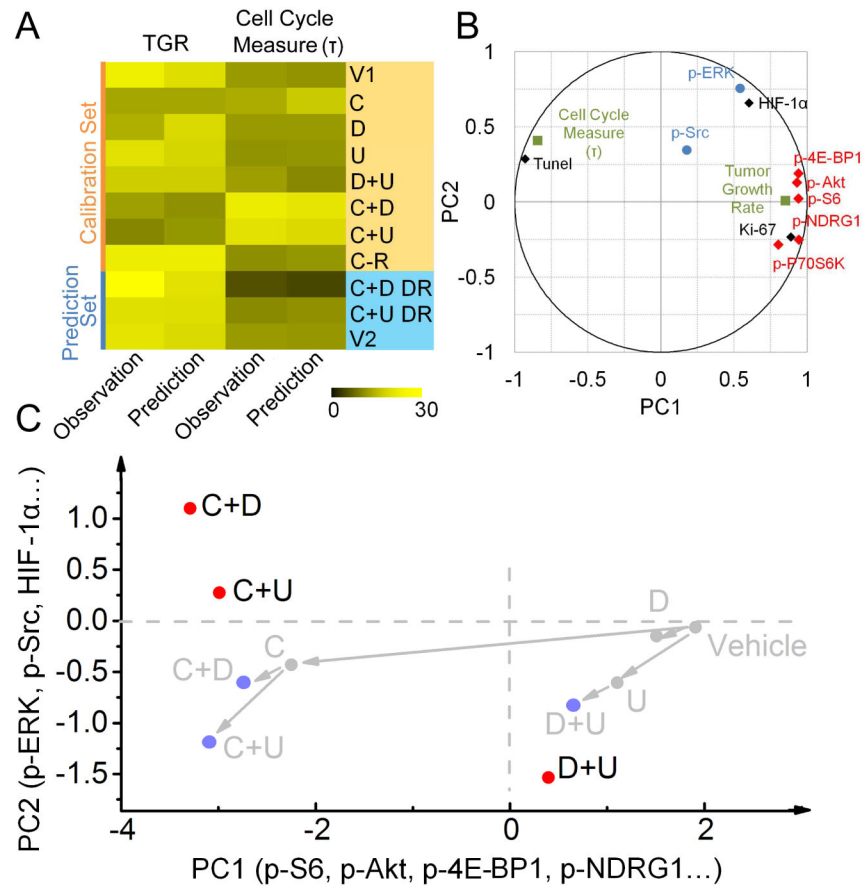 A
TGR
Cell Cycle
Measure (τ)
Calibration Set
Prediction
Set
V1
C
D
U
D+U
C+D
C+U
C-R
C+D DR
C+U DR
V2
Observation
Prediction
Observation
Prediction
0
30
B
1
0.5
0
-0.5
-1
PC2
-1
-0.5
0
0.5
1
PC1
p-ERK
HIF-1α
Cell Cycle
Measure
(τ)
p-Src
Tunel
p-4E-BP1
Tumor
Growth
Rate
p-Akt
p-S6
p-NDRG1
Ki-67
p-P70S6K
C
PC2 (p-ERK, p-Src, HIF-1α...)
1.0
0.5
0.0
-0.5
-1.0
-1.5
C+D
C+U
D
C
Vehicle
C+D
U
D+U
C+U
D+U
-4
-2
0
2
PC1 (p-S6, p-Akt, p-4E-BP1, p-NDRG1...)